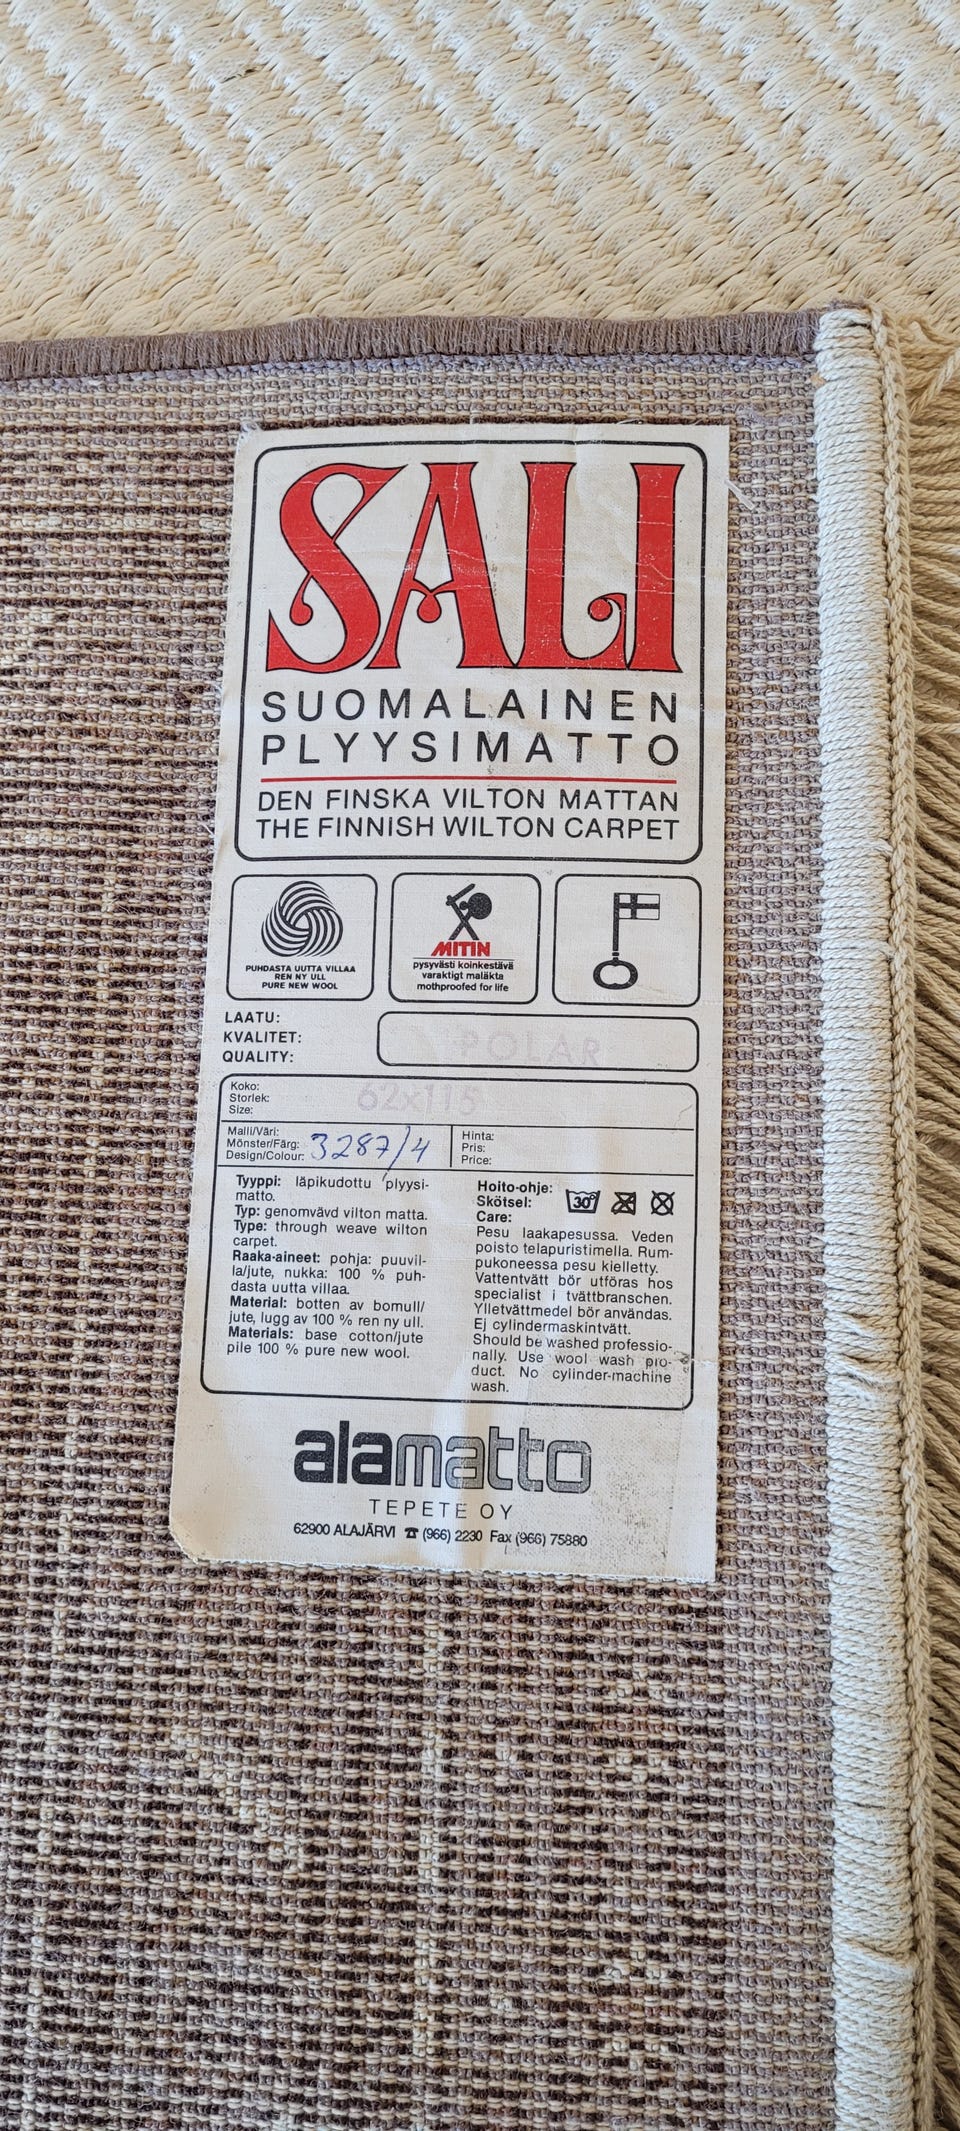 SALI
SUOMALAINEN
PLYYSIMATTO
DEN FINSKA VILTON MATTAN
THE FINNISH WILTON CARPET
PUHDASTA UUTTA VILLAA
REN NY ULL
PURE NEW WOOL
MITIN
pysyvästi koinkestävä
varaktigt maläkta
mothproofed for life
LAATU:
KVALITET:
QUALITY:
POLAR
Koko:
Storlek:
Size:
62x115
Malli/Väri:
Mönster/Färg:
Design/Colour:
3287/4
Hinta:
Pris:
Price:
Tyyppi: läpikudottu plyysi-
matto.
Typ: genomvävd vilton matta.
Type: through weave wilton
carpet.
Raaka-aineet: pohja: puuvil-
la/jute, nukka: 100 % puh-
dasta uutta villaa.
Material: botten av bomull/
jute, lugg av 100 % ren ny ull.
Materials: base cotton/jute
pile 100 % pure new wool.
Hoito-ohje:
Skötsel:
Care:
30°
Pesu laakapesussa. Veden
poisto telapuristimella. Rum-
pukoneessa pesu kielletty.
Vattentvätt bör utföras hos
specialist i tvättbranschen.
Ylletvättmedel bör användas.
Ej cylindermaskintvätt.
Should be washed professio-
nally. Use wool wash pro-
duct. No cylinder-machine
wash.
alamatto
TEPETE OY
62900 ALAJÄRVI ☎ (966) 2230 Fax (966) 75880